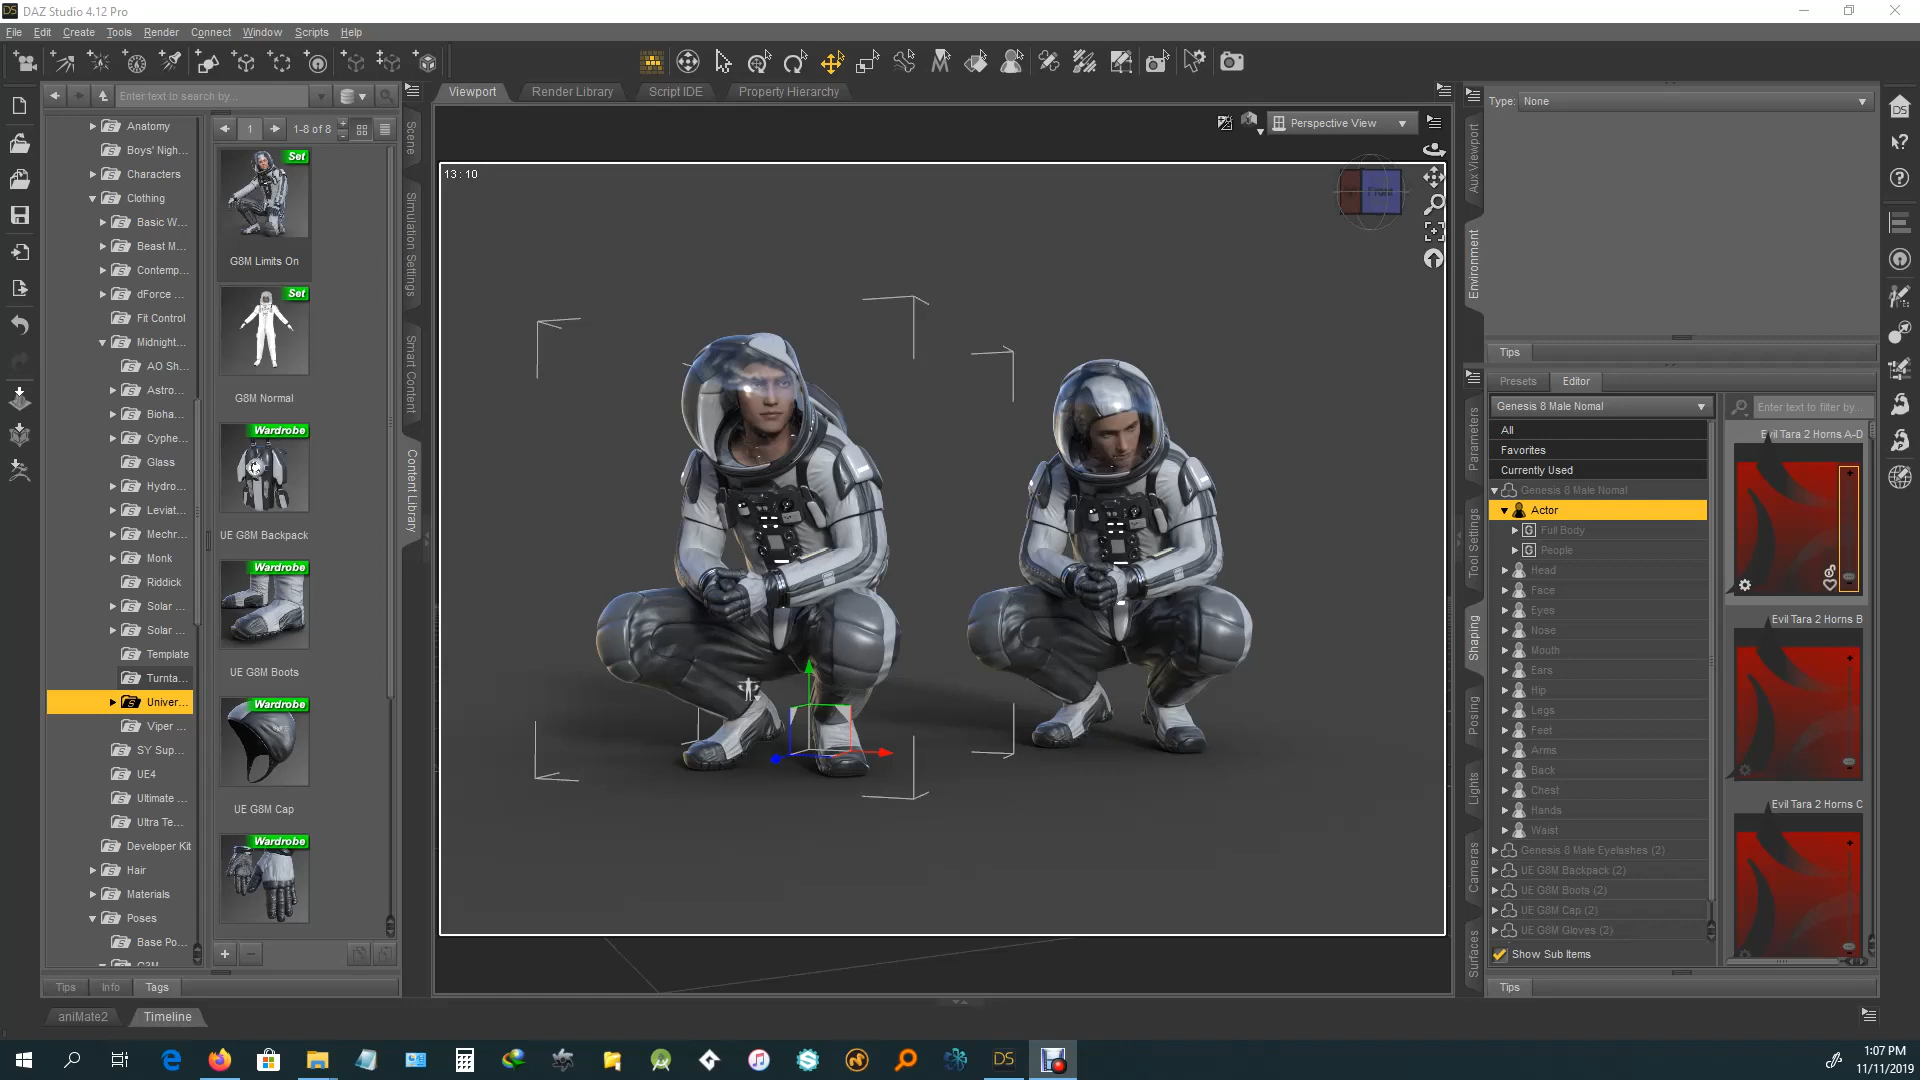 DAZ Studio 4.12 Pro
File Edit Create Tools Render Connect Window Scripts Help
Viewport Render Library Script IDE Property Hierarchy
Enter text to search by...
Anatomy
Boys' Nigh...
Characters
Clothing
Basic W...
Beast M...
Contemp...
dForce ...
Fit Control
Midnight...
AO Sh...
Astro...
Bioha...
Cyphe...
Glass
Hydro...
Leviat...
Mechr...
Monk
Riddick
Solar ...
Solar ...
Template
Turnta...
Univer...
Viper ...
SY Sup...
UE4
Ultimate ...
Ultra Te...
Developer Kit
Hair
Materials
Poses
Base Po...
Tips Info Tags
1 1-8 of 8
Set
G8M Limits On
Set
G8M Normal
Wardrobe
UE G8M Backpack
Wardrobe
UE G8M Boots
Wardrobe
UE G8M Cap
Wardrobe
Scene
Simulation Settings
Smart Content
Content Library
Perspective View
13 : 10
Front
Aux Viewport
Environment
Type: None
Tips
Parameters
Tool Settings
Shaping
Posing
Lights
Cameras
Surfaces
Presets Editor
Genesis 8 Male Nomal
Enter text to filter by...
All
Favorites
Currently Used
Genesis 8 Male Nomal
Actor
Full Body
People
Head
Face
Eyes
Nose
Mouth
Ears
Hip
Legs
Feet
Arms
Back
Chest
Hands
Waist
Genesis 8 Male Eyelashes (2)
UE G8M Backpack (2)
UE G8M Boots (2)
UE G8M Cap (2)
UE G8M Gloves (2)
Show Sub Items
Evil Tara 2 Horns A-D
Evil Tara 2 Horns B
Evil Tara 2 Horns C
Tips
aniMate2 Timeline
DS
1:07 PM
11/11/2019